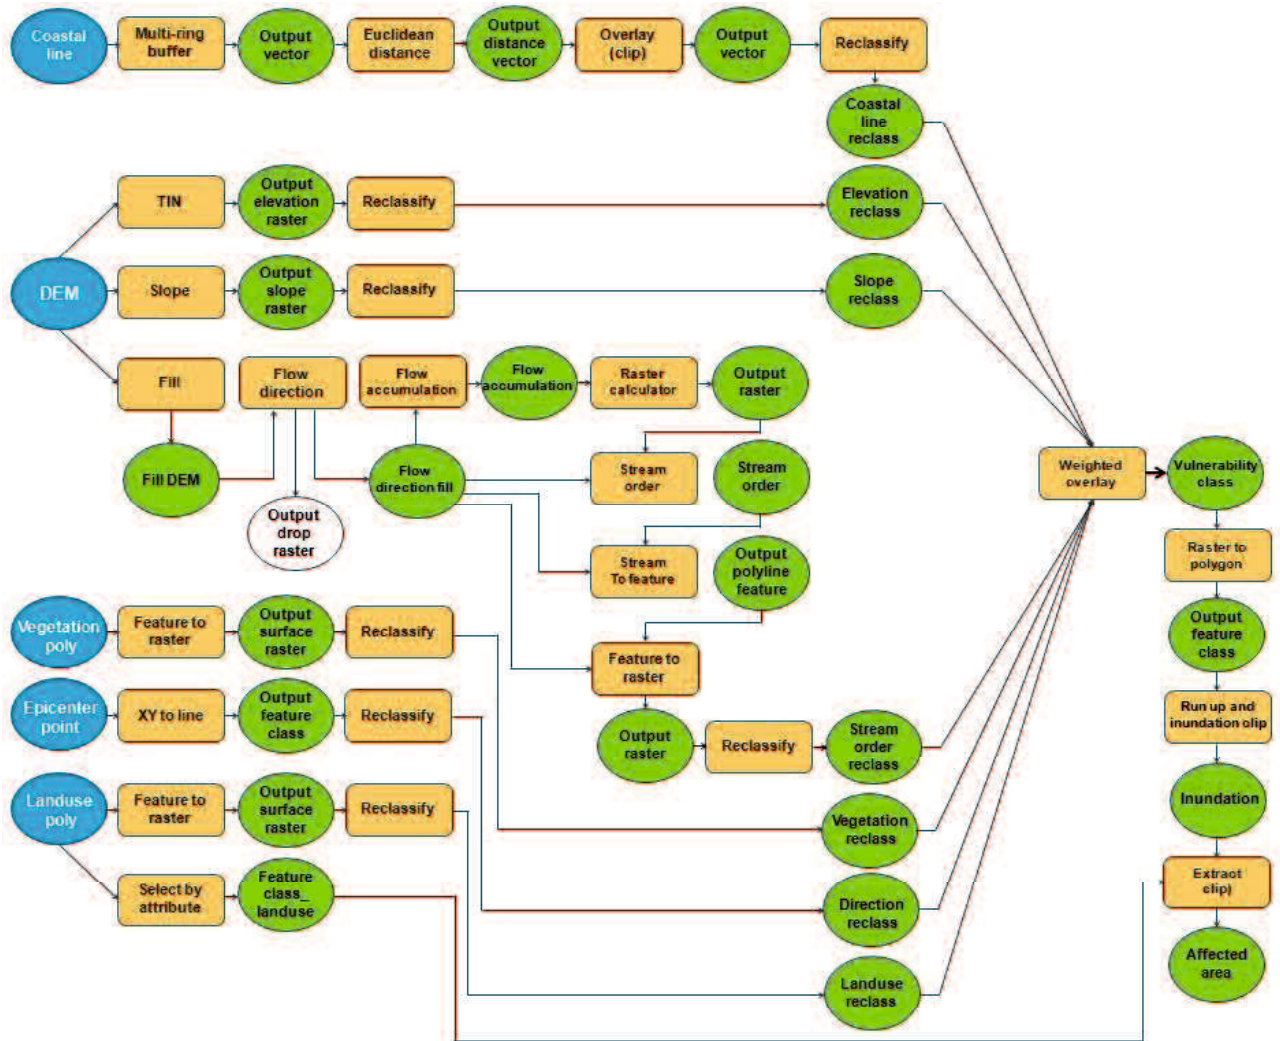 Coastal
line
Multi-ring
buffer
Output
vector
Euclidean
distance
Output
distance
vector
Overlay
(clip)
Output
vector
Reclassify
Coastal
line
reclass
TIN
Output
elevation
raster
Reclassify
Elevation
reclass
DEM
Slope
Output
slope
raster
Reclassify
Slope
reclass
Fill
Flow
direction
Flow
accumulation
Flow
accumulation
Raster
calculator
Output
raster
Fill DEM
Output
drop
raster
Flow
direction fill
Stream
order
Stream
order
Stream
To feature
Output
polyline
feature
Weighted
overlay
Vulnerability
class
Raster to
polygon
Output
feature
class
Run up and
inundation clip
Inundation
Extract
clip)
Affected
area
Vegetation
poly
Feature to
raster
Output
surface
raster
Reclassify
Feature to
raster
Epicenter
point
XY to line
Output
feature
class
Reclassify
Output
raster
Reclassify
Stream
order
reclass
Landuse
poly
Feature to
raster
Output
surface
raster
Reclassify
Vegetation
reclass
Select by
attribute
Feature
class_
landuse
Direction
reclass
Landuse
reclass